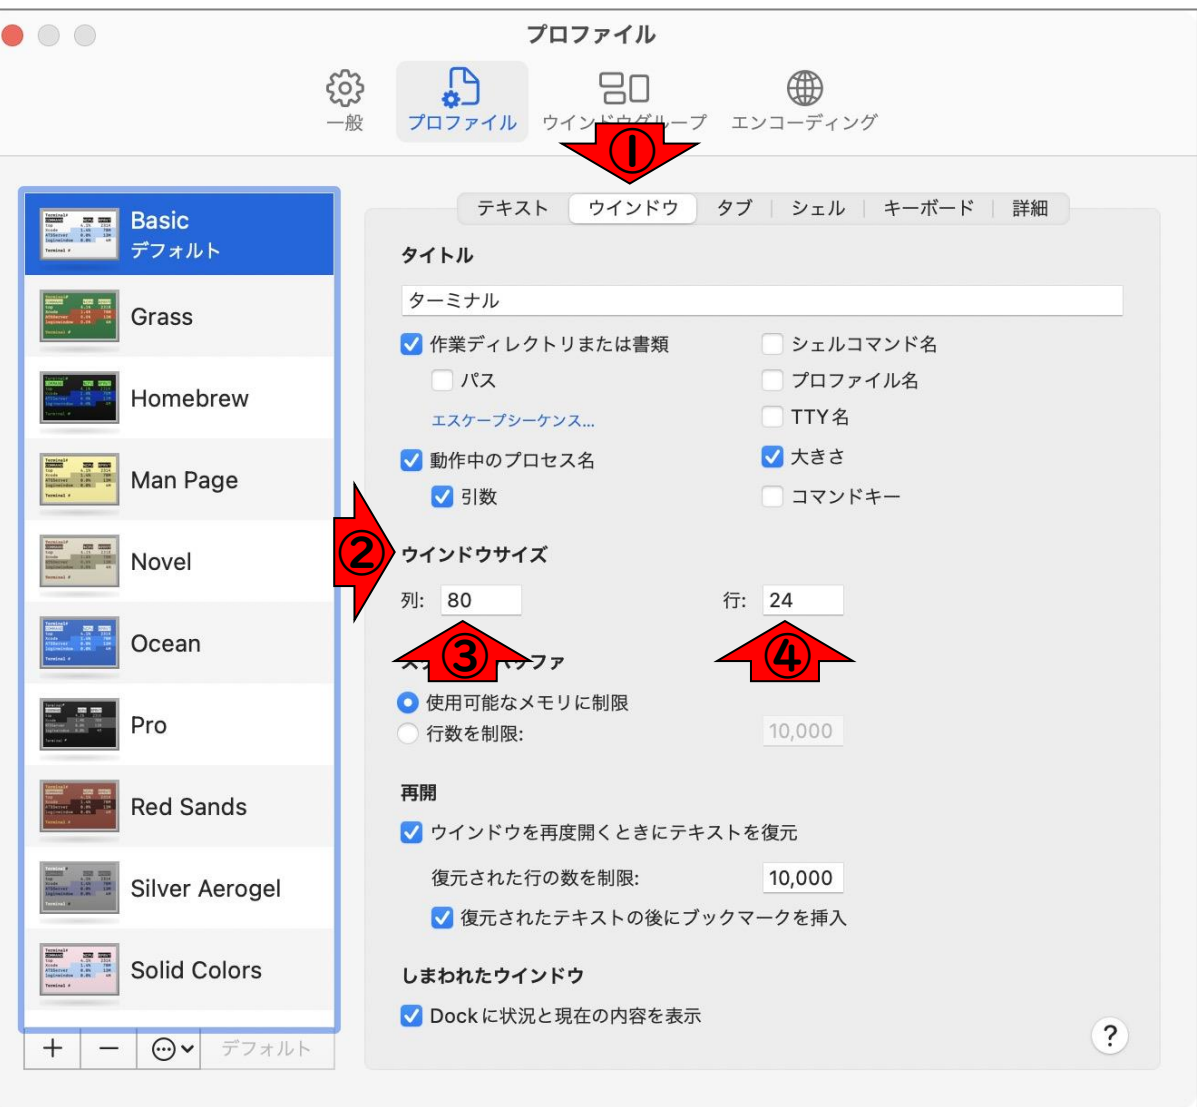 プロファイル
一般
プロファイル
ウインドウグループ
エンコーディング
①
テキスト
ウインドウ
タブ
シェル
キーボード
詳細
Basic
デフォルト
Grass
Homebrew
Man Page
Novel
Ocean
Pro
Red Sands
Silver Aerogel
Solid Colors
デフォルト
タイトル
ターミナル
作業ディレクトリまたは書類
シェルコマンド名
パス
プロファイル名
エスケープシーケンス...
TTY名
動作中のプロセス名
大きさ
引数
コマンドキー
②
ウインドウサイズ
列: 80
行: 24
③
④
バッファ
使用可能なメモリに制限
行数を制限: 10,000
再開
ウインドウを再度開くときにテキストを復元
復元された行の数を制限: 10,000
復元されたテキストの後にブックマークを挿入
しまわれたウインドウ
Dockに状況と現在の内容を表示
?